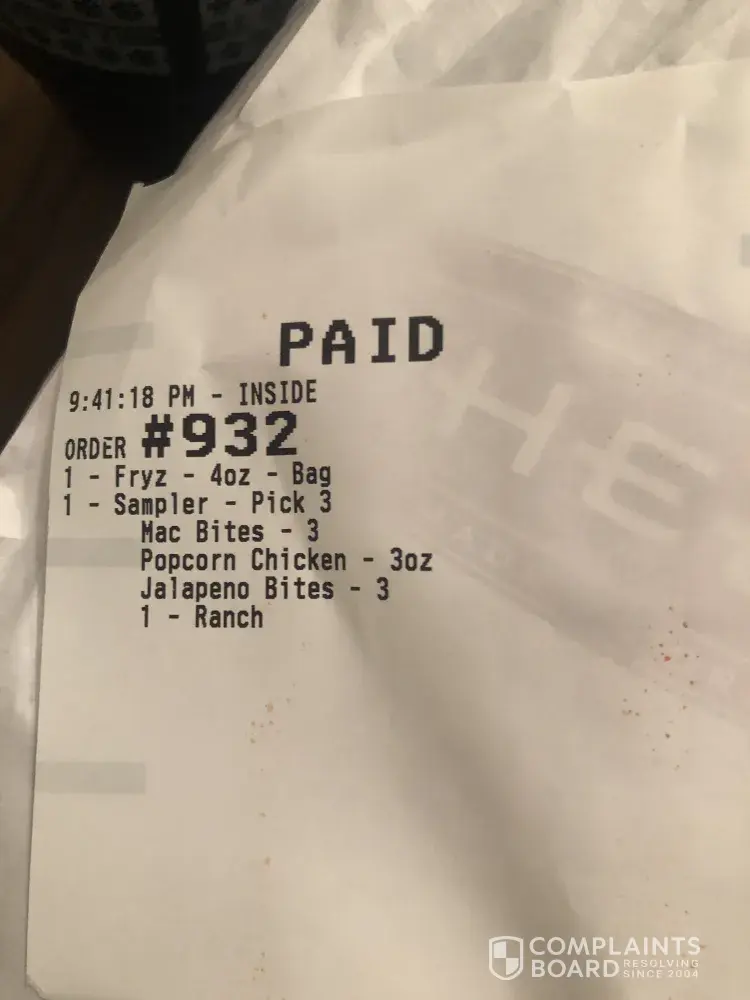 PAID
9:41:18 PM - INSIDE
ORDER #932
1 - Fryz - 4oz - Bag
1 - Sampler - Pick 3
Mac Bites - 3
Popcorn Chicken - 3oz
Jalapeno Bites - 3
1 - Ranch
HE
COMPLAINTS
BOARD RESOLVING
SINCE 2004